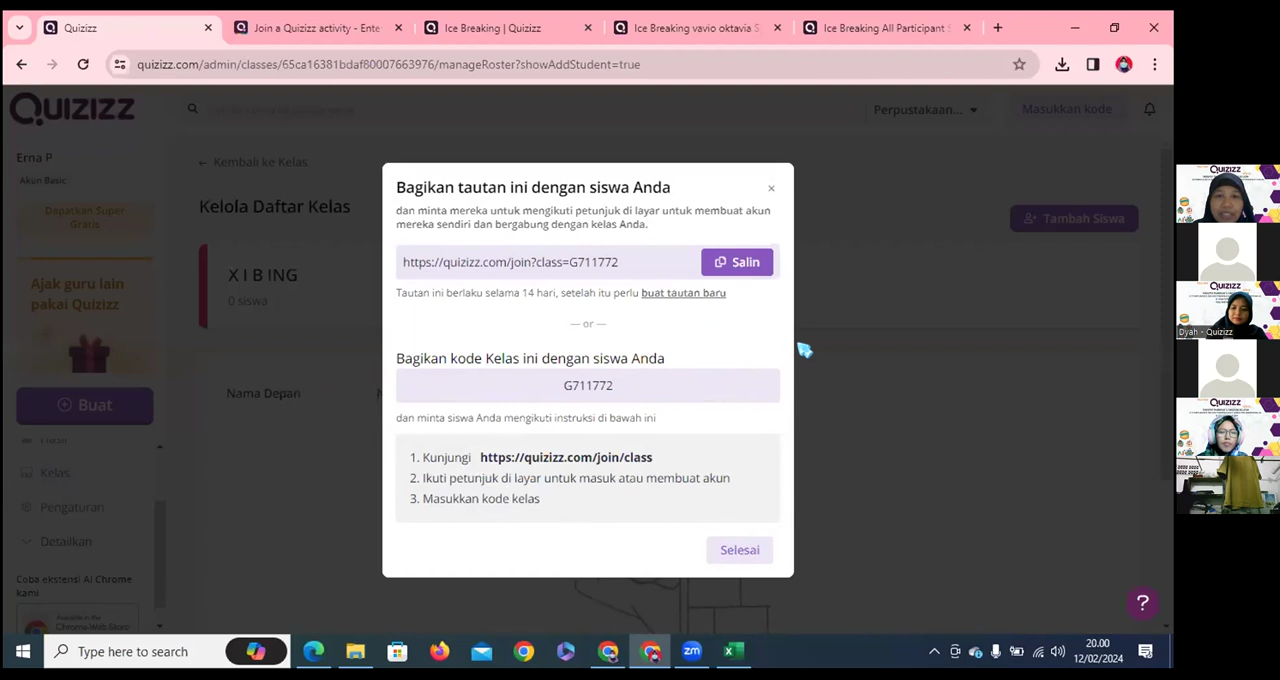 Quizizz
Join a Quizizz activity - Ente
Ice Breaking | Quizizz
Ice Breaking vavio oktavia S
Ice Breaking All Participant S
quizizz.com/admin/classes/65ca16381bdaf80007663976/manageRoster?showAddStudent=true
QUIZIZZ
Perpustakaan...
Masukkan kode
Erna P
Akun Basic
Dapatkan Super
Gratis
Ajak guru lain
pakai Quizizz
Buat
Kelas
Pengaturan
Detailkan
Coba ekstensi AI Chrome
kami
Available in the
Chrome Web Store
← Kembali ke Kelas
Kelola Daftar Kelas
Tambah Siswa
X I B ING
0 siswa
Nama Depan
Bagikan tautan ini dengan siswa Anda
×
dan minta mereka untuk mengikuti petunjuk di layar untuk membuat akun
mereka sendiri dan bergabung dengan kelas Anda.
https://quizizz.com/join?class=G711772
Salin
Tautan ini berlaku selama 14 hari, setelah itu perlu buat tautan baru
— or —
Bagikan kode Kelas ini dengan siswa Anda
G711772
dan minta siswa Anda mengikuti instruksi di bawah ini
1. Kunjungi https://quizizz.com/join/class
2. Ikuti petunjuk di layar untuk masuk atau membuat akun
3. Masukkan kode kelas
Selesai
?
QUIZIZZ
QUIZIZZ
Dyah - Quizizz
QUIZIZZ
Type here to search
zm
20.00
12/02/2024